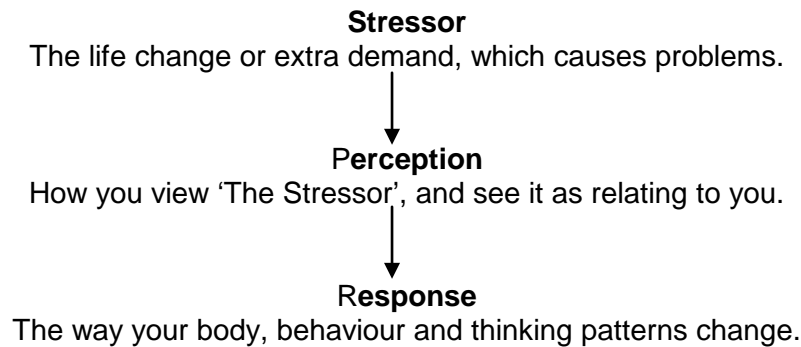 Stressor
The life change or extra demand, which causes problems.
Perception
How you view ‘The Stressor’, and see it as relating to you.
Response
The way your body, behaviour and thinking patterns change.